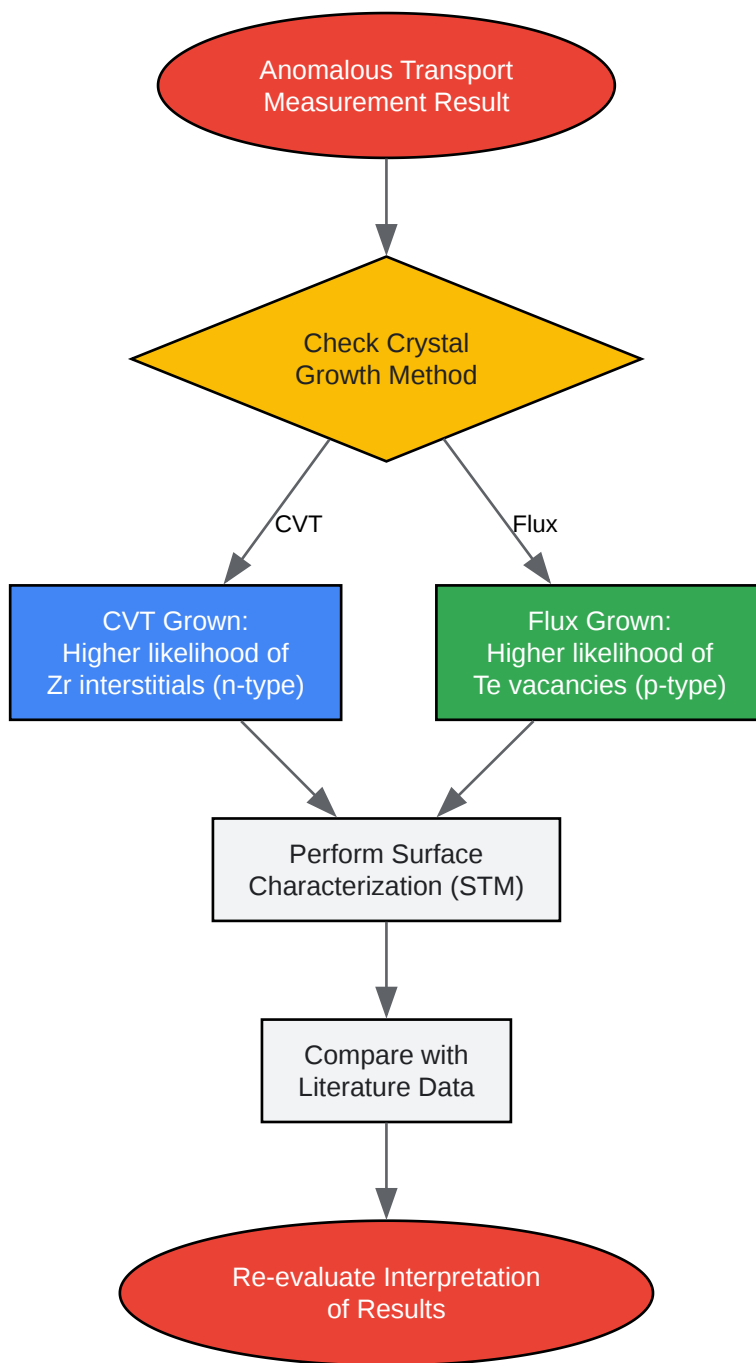 Anomalous Transport
Measurement Result
Check Crystal
Growth Method
CVT
Flux
CVT Grown:
Higher likelihood of
Zr interstitials (n-type)
Flux Grown:
Higher likelihood of
Te vacancies (p-type)
Perform Surface
Characterization (STM)
Compare with
Literature Data
Re-evaluate Interpretation
of Results